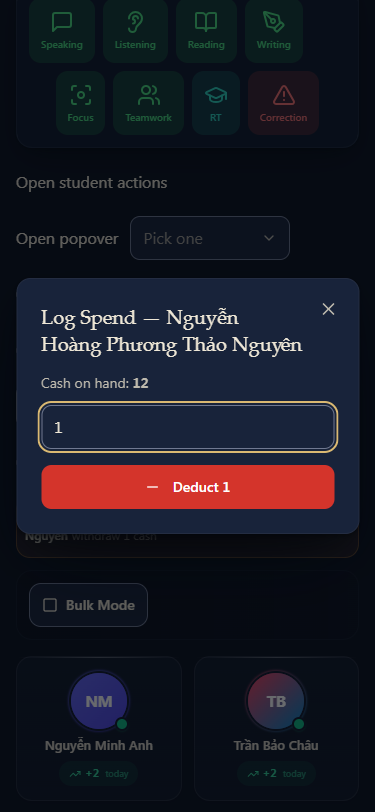 Speaking
Listening
Reading
Writing
Focus
Teamwork
RT
Correction
Open student actions
Open popover
Pick one
Log Spend — Nguyễn
Hoàng Phương Thảo Nguyên
Cash on hand: 12
1
Deduct 1
Nguyên withdraw 1 cash
Bulk Mode
NM
Nguyễn Minh Anh
+2 today
TB
Trần Bảo Châu
+2 today